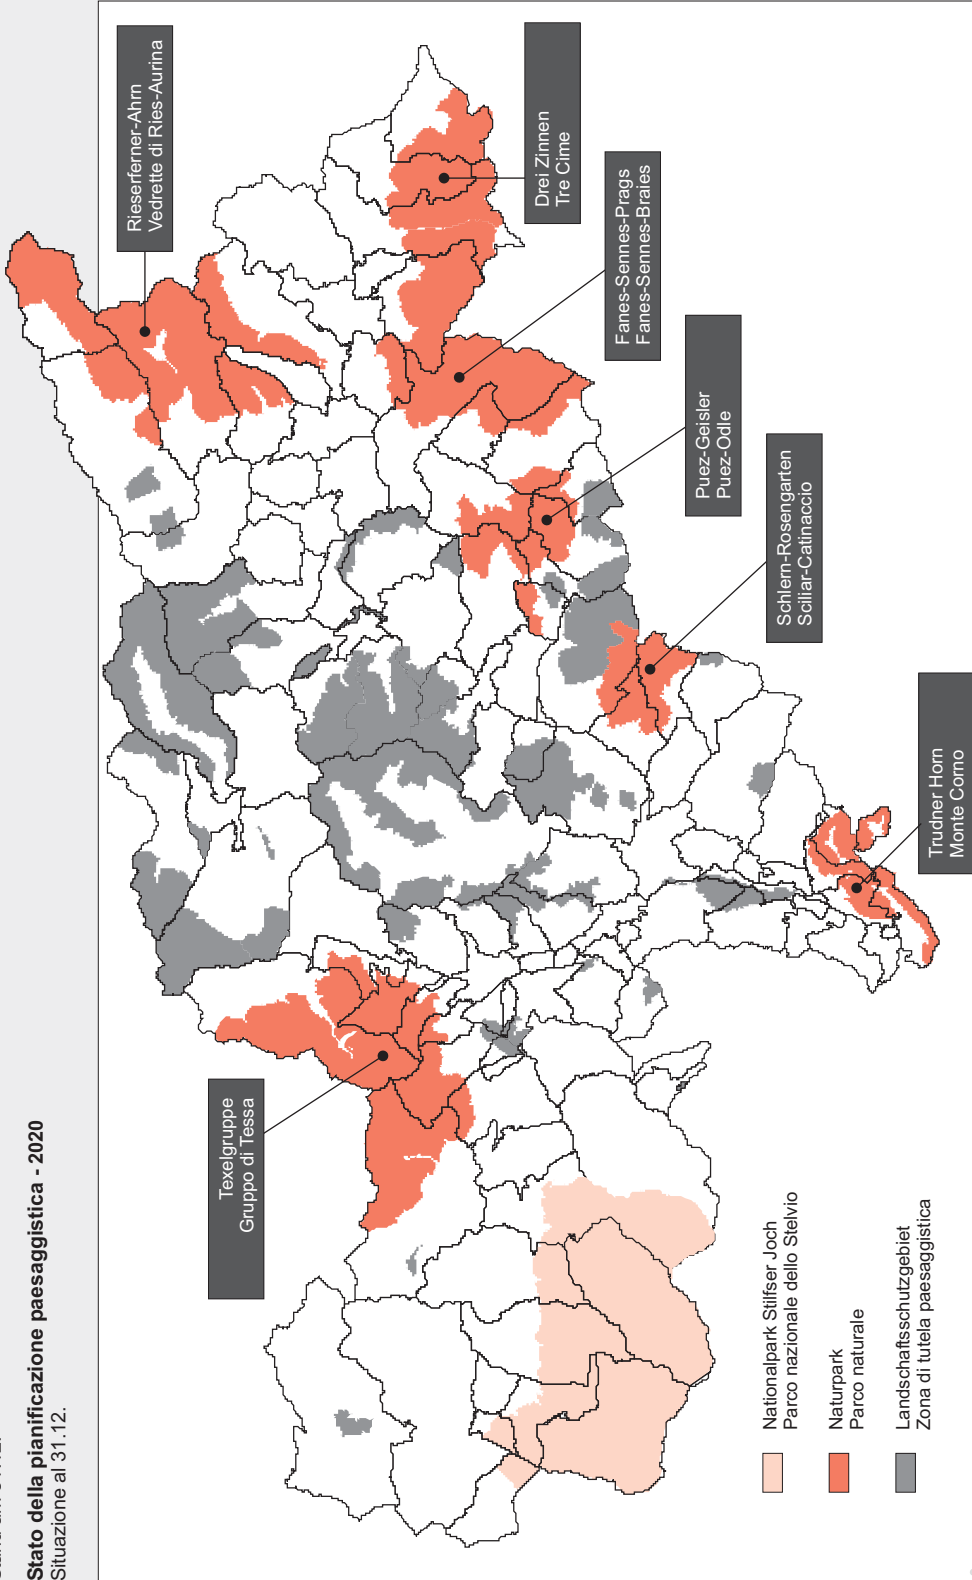 Stato della pianificazione paesaggistica - 2020
Situazione al 31.12.
Rieserferner-Ahrn
Vedrette di Ries-Aurina
Drei Zinnen
Tre Cime
Fanes-Sennes-Prags
Fanes-Sennes-Braies
Puez-Geisler
Puez-Odle
Schlern-Rosengarten
Sciliar-Catinaccio
Trudner Horn
Monte Corno
Texelgruppe
Gruppo di Tessa
Nationalpark Stilfser Joch
Parco nazionale dello Stelvio
Naturpark
Parco naturale
Landschaftsschutzgebiet
Zona di tutela paesaggistica